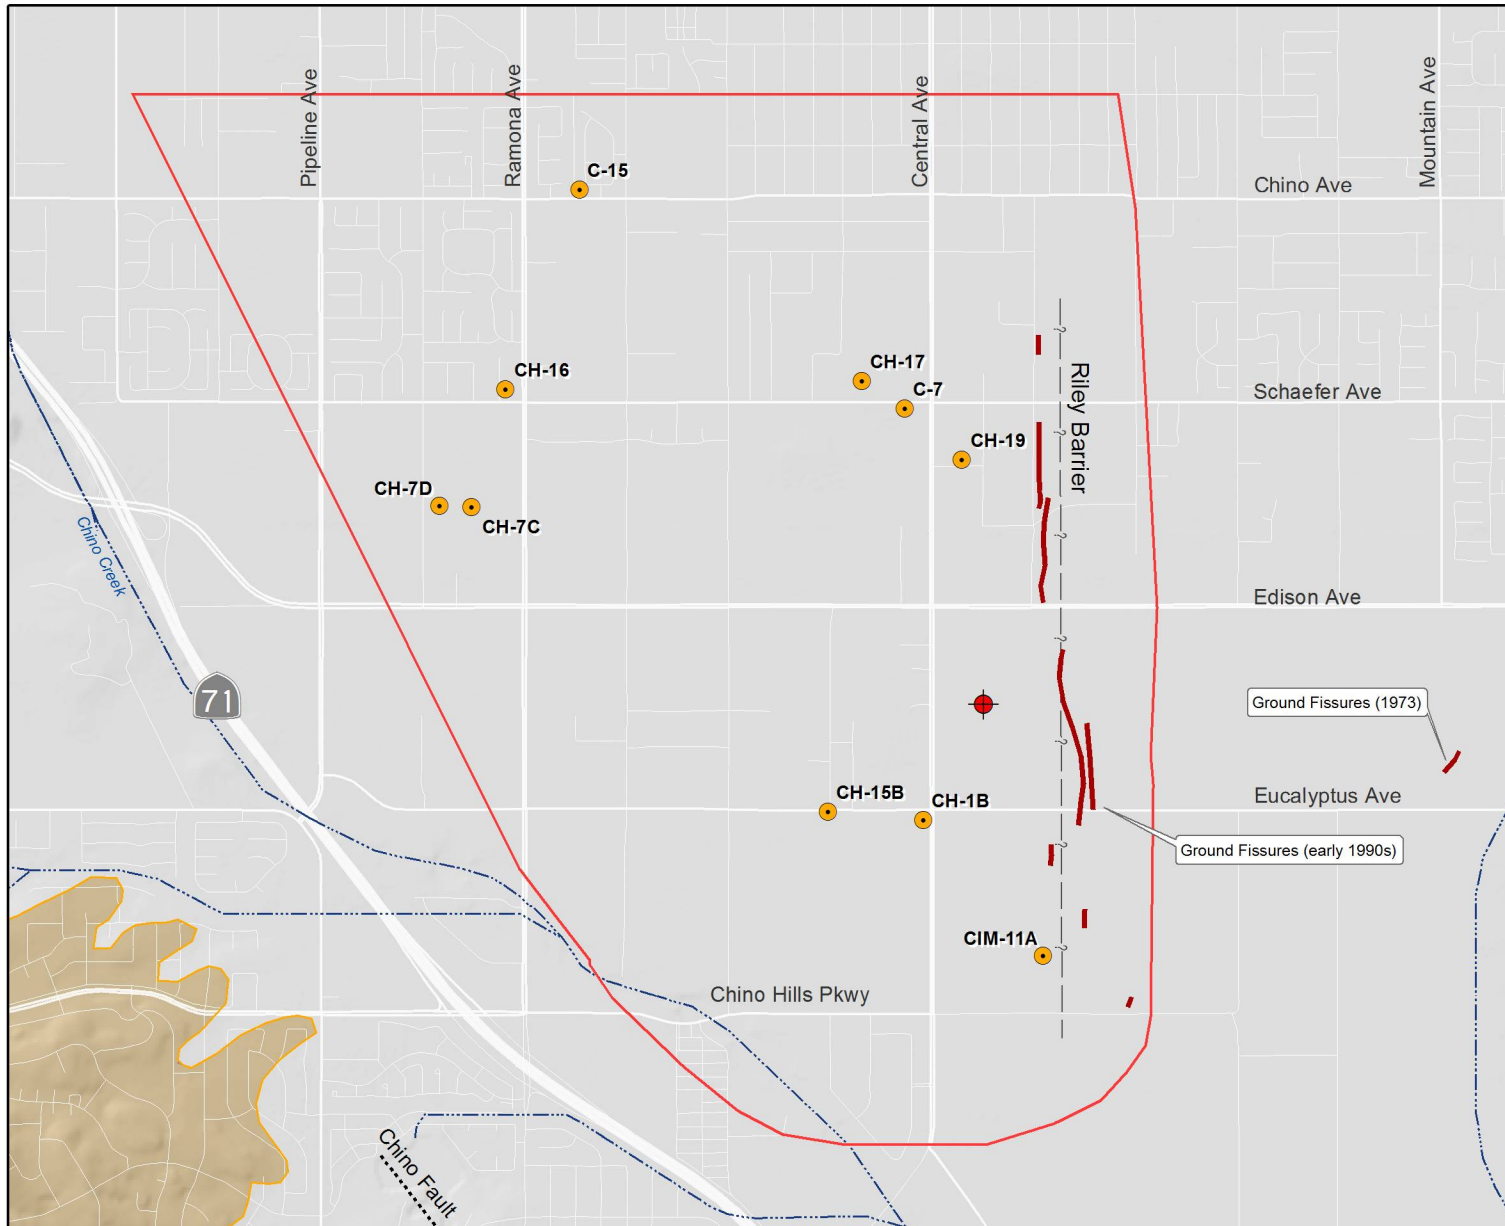 Pipeline Ave
Ramona Ave
Central Ave
Mountain Ave
C-15
Chino Ave
CH-16
CH-17
C-7
Schaefer Ave
Riley Barrier
CH-19
CH-7D
CH-7C
Chino Creek
Edison Ave
71
Ground Fissures (1973)
CH-15B
CH-1B
Eucalyptus Ave
Ground Fissures (early 1990s)
CIM-11A
Chino Hills Pkwy
Chino Fault
?
?
?
?
?
?
?